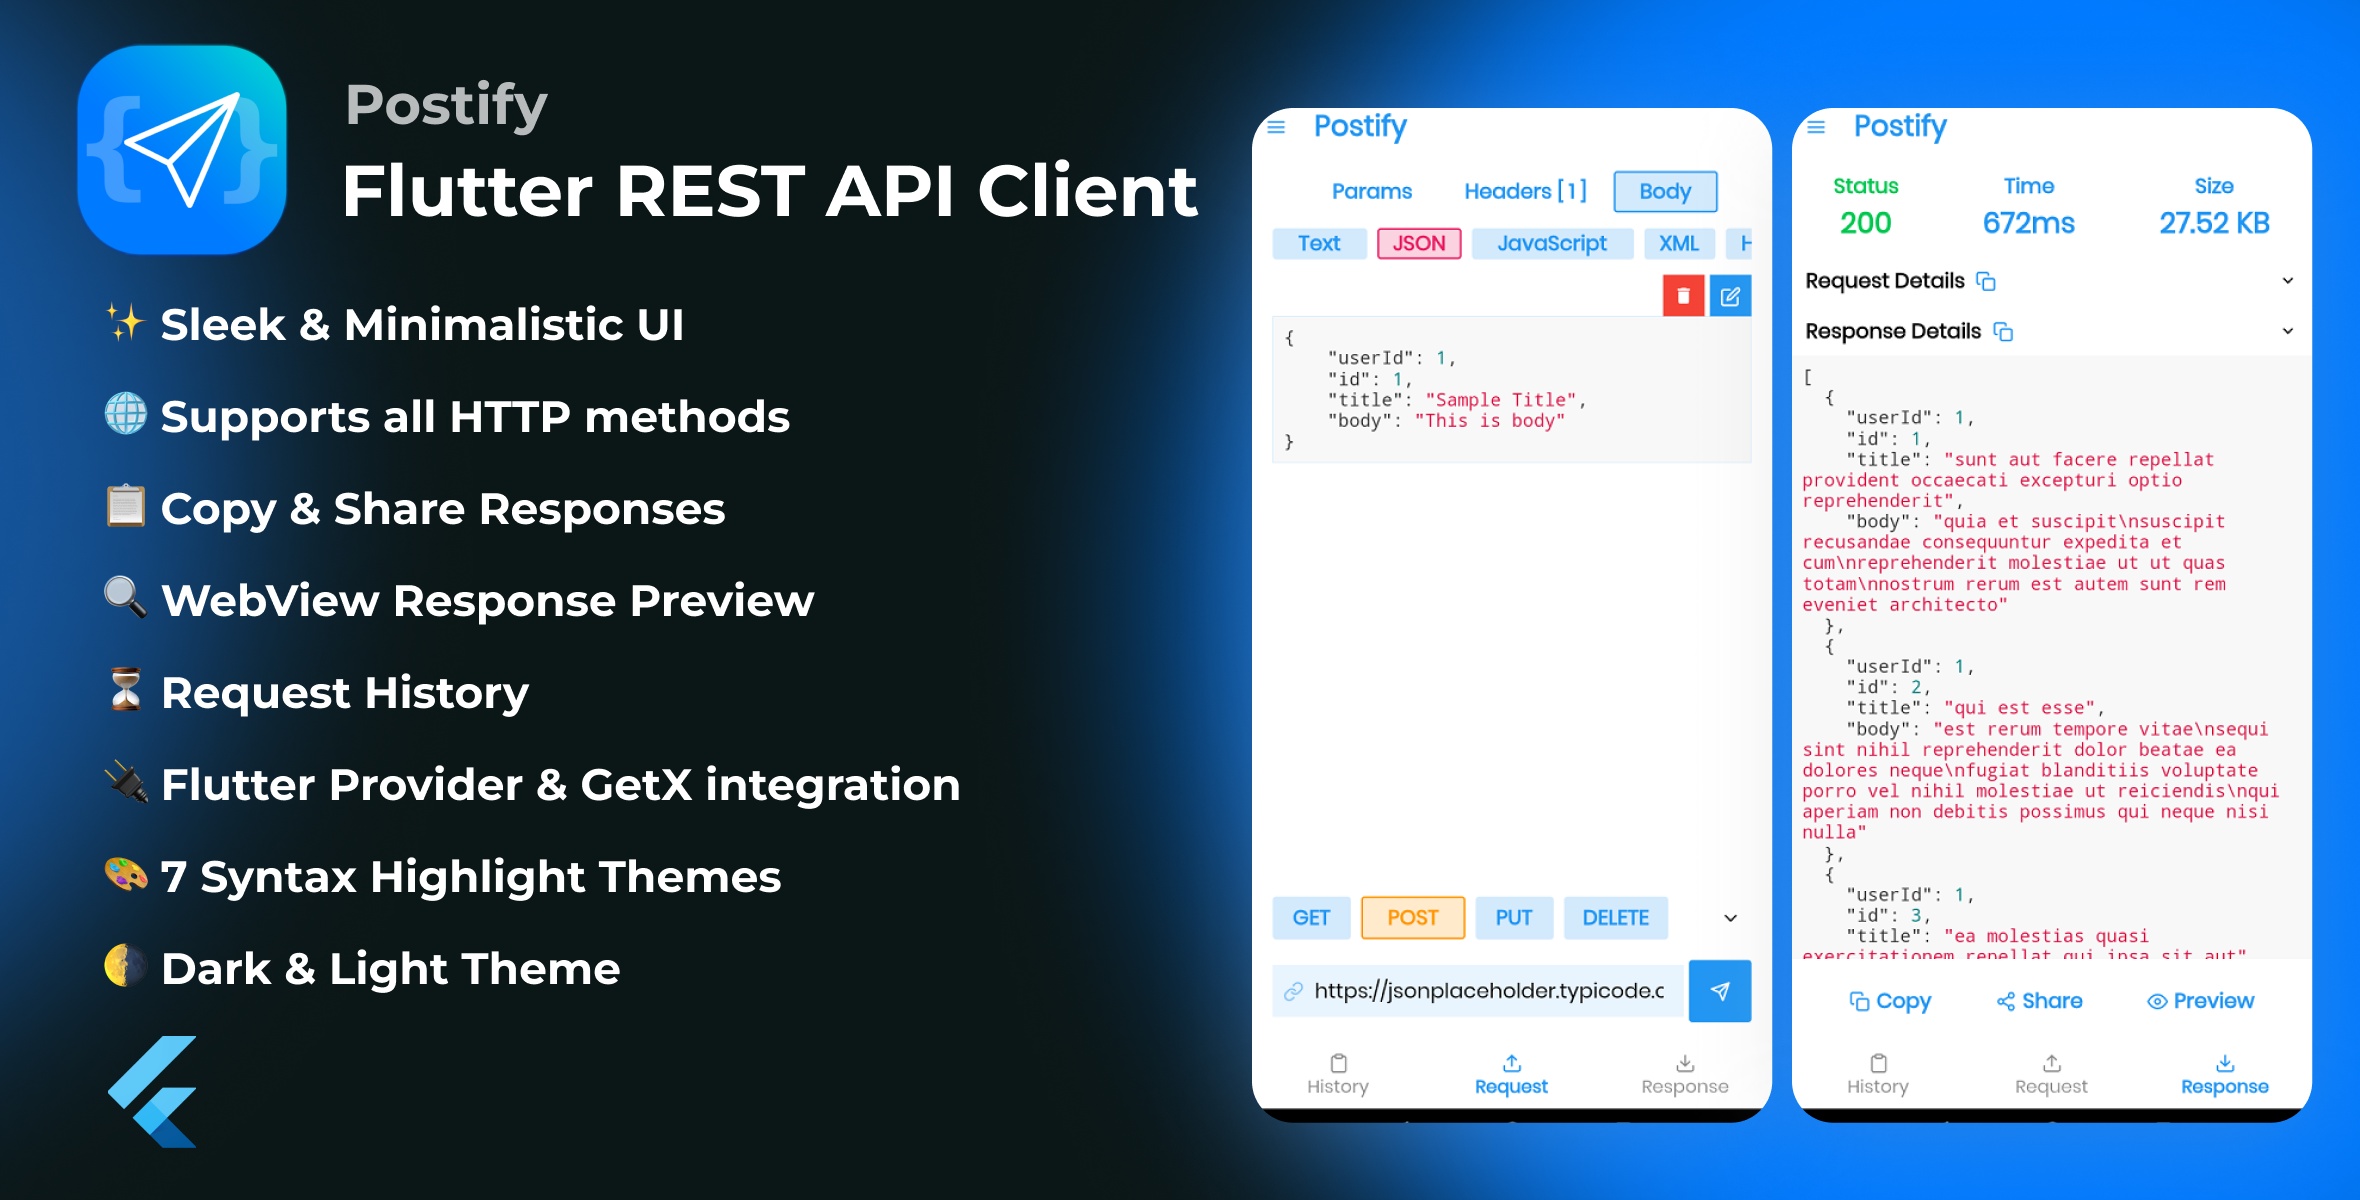 Postify
Flutter REST API Client
✨ Sleek & Minimalistic UI
🌐 Supports all HTTP methods
📋 Copy & Share Responses
🔍 WebView Response Preview
⏳ Request History
🔌 Flutter Provider & GetX integration
🎨 7 Syntax Highlight Themes
🌓 Dark & Light Theme
Postify
Params Headers [1] Body
Text JSON JavaScript XML H
{
    "userId": 1,
    "id": 1,
    "title": "Sample Title",
    "body": "This is body"
}
GET POST PUT DELETE
https://jsonplaceholder.typicode.c
History Request Response
Postify
Status Time Size
200 672ms 27.52 KB
Request Details
Response Details
[
  {
    "userId": 1,
    "id": 1,
    "title": "sunt aut facere repellat
provident occaecati excepturi optio
reprehenderit",
    "body": "quia et suscipit\nsuscipit
recusandae consequuntur expedita et
cum\nreprehenderit molestiae ut ut quas
totam\nnostrum rerum est autem sunt rem
eveniet architecto"
  },
  {
    "userId": 1,
    "id": 2,
    "title": "qui est esse",
    "body": "est rerum tempore vitae\nsequi
sint nihil reprehenderit dolor beatae ea
dolores neque\nfugiat blanditiis voluptate
porro vel nihil molestiae ut reiciendis\nqui
aperiam non debitis possimus qui neque nisi
nulla"
  },
  {
    "userId": 1,
    "id": 3,
    "title": "ea molestias quasi
exercitationem repellat qui ipsa sit aut"
Copy Share Preview
History Request Response